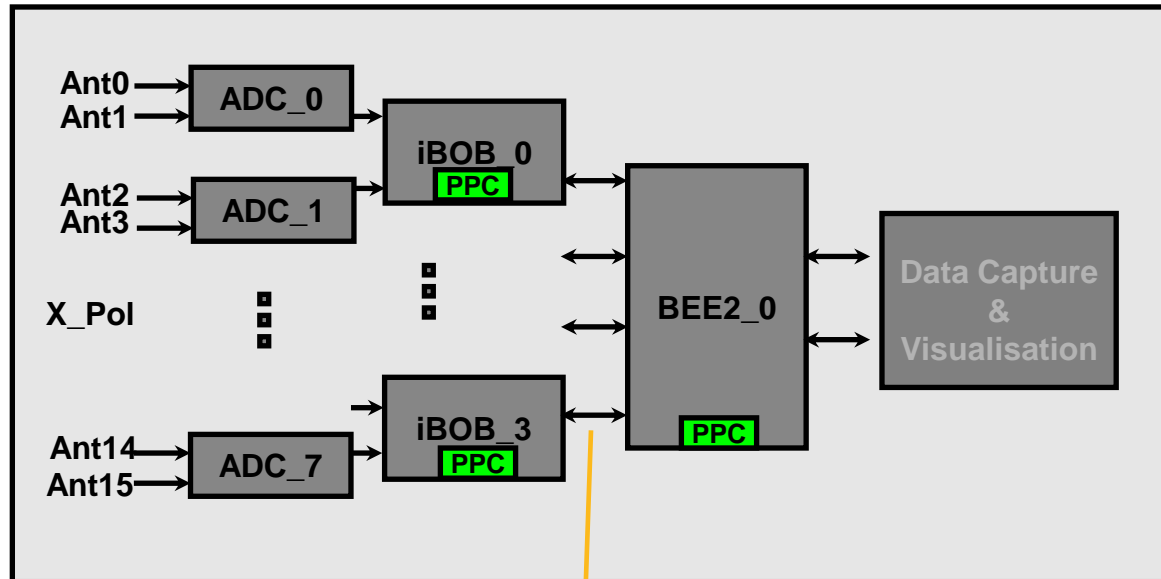 Ant0
Ant1
ADC_0
iBOB_0
PPC
Ant2
Ant3
ADC_1
X_Pol
BEE2_0
PPC
Data Capture
&
Visualisation
iBOB_3
PPC
Ant14
Ant15
ADC_7